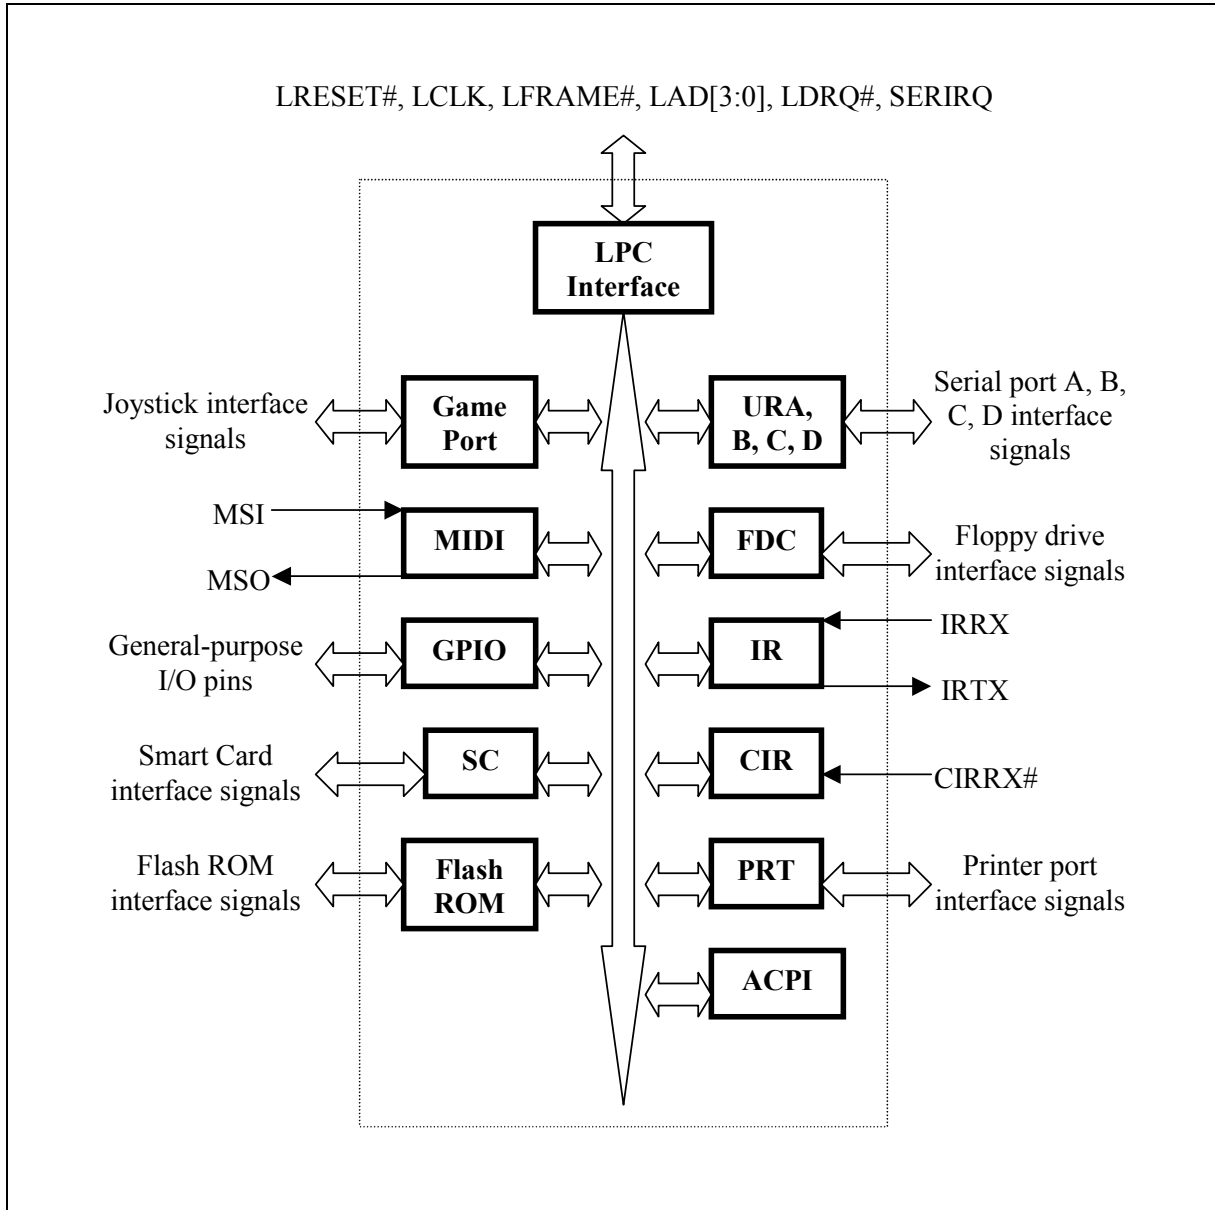 LRESET#, LCLK, LFRAME#, LAD[3:0], LDRQ#, SERIRQ
LPC
Interface
Joystick interface
signals
Game
Port
URA,
B, C, D
Serial port A, B,
C, D interface
signals
MSI
MSO
MIDI
FDC
Floppy drive
interface signals
General-purpose
I/O pins
GPIO
IR
IRRX
IRTX
Smart Card
interface signals
SC
CIR
CIRRX#
Flash ROM
interface signals
Flash
ROM
PRT
Printer port
interface signals
ACPI